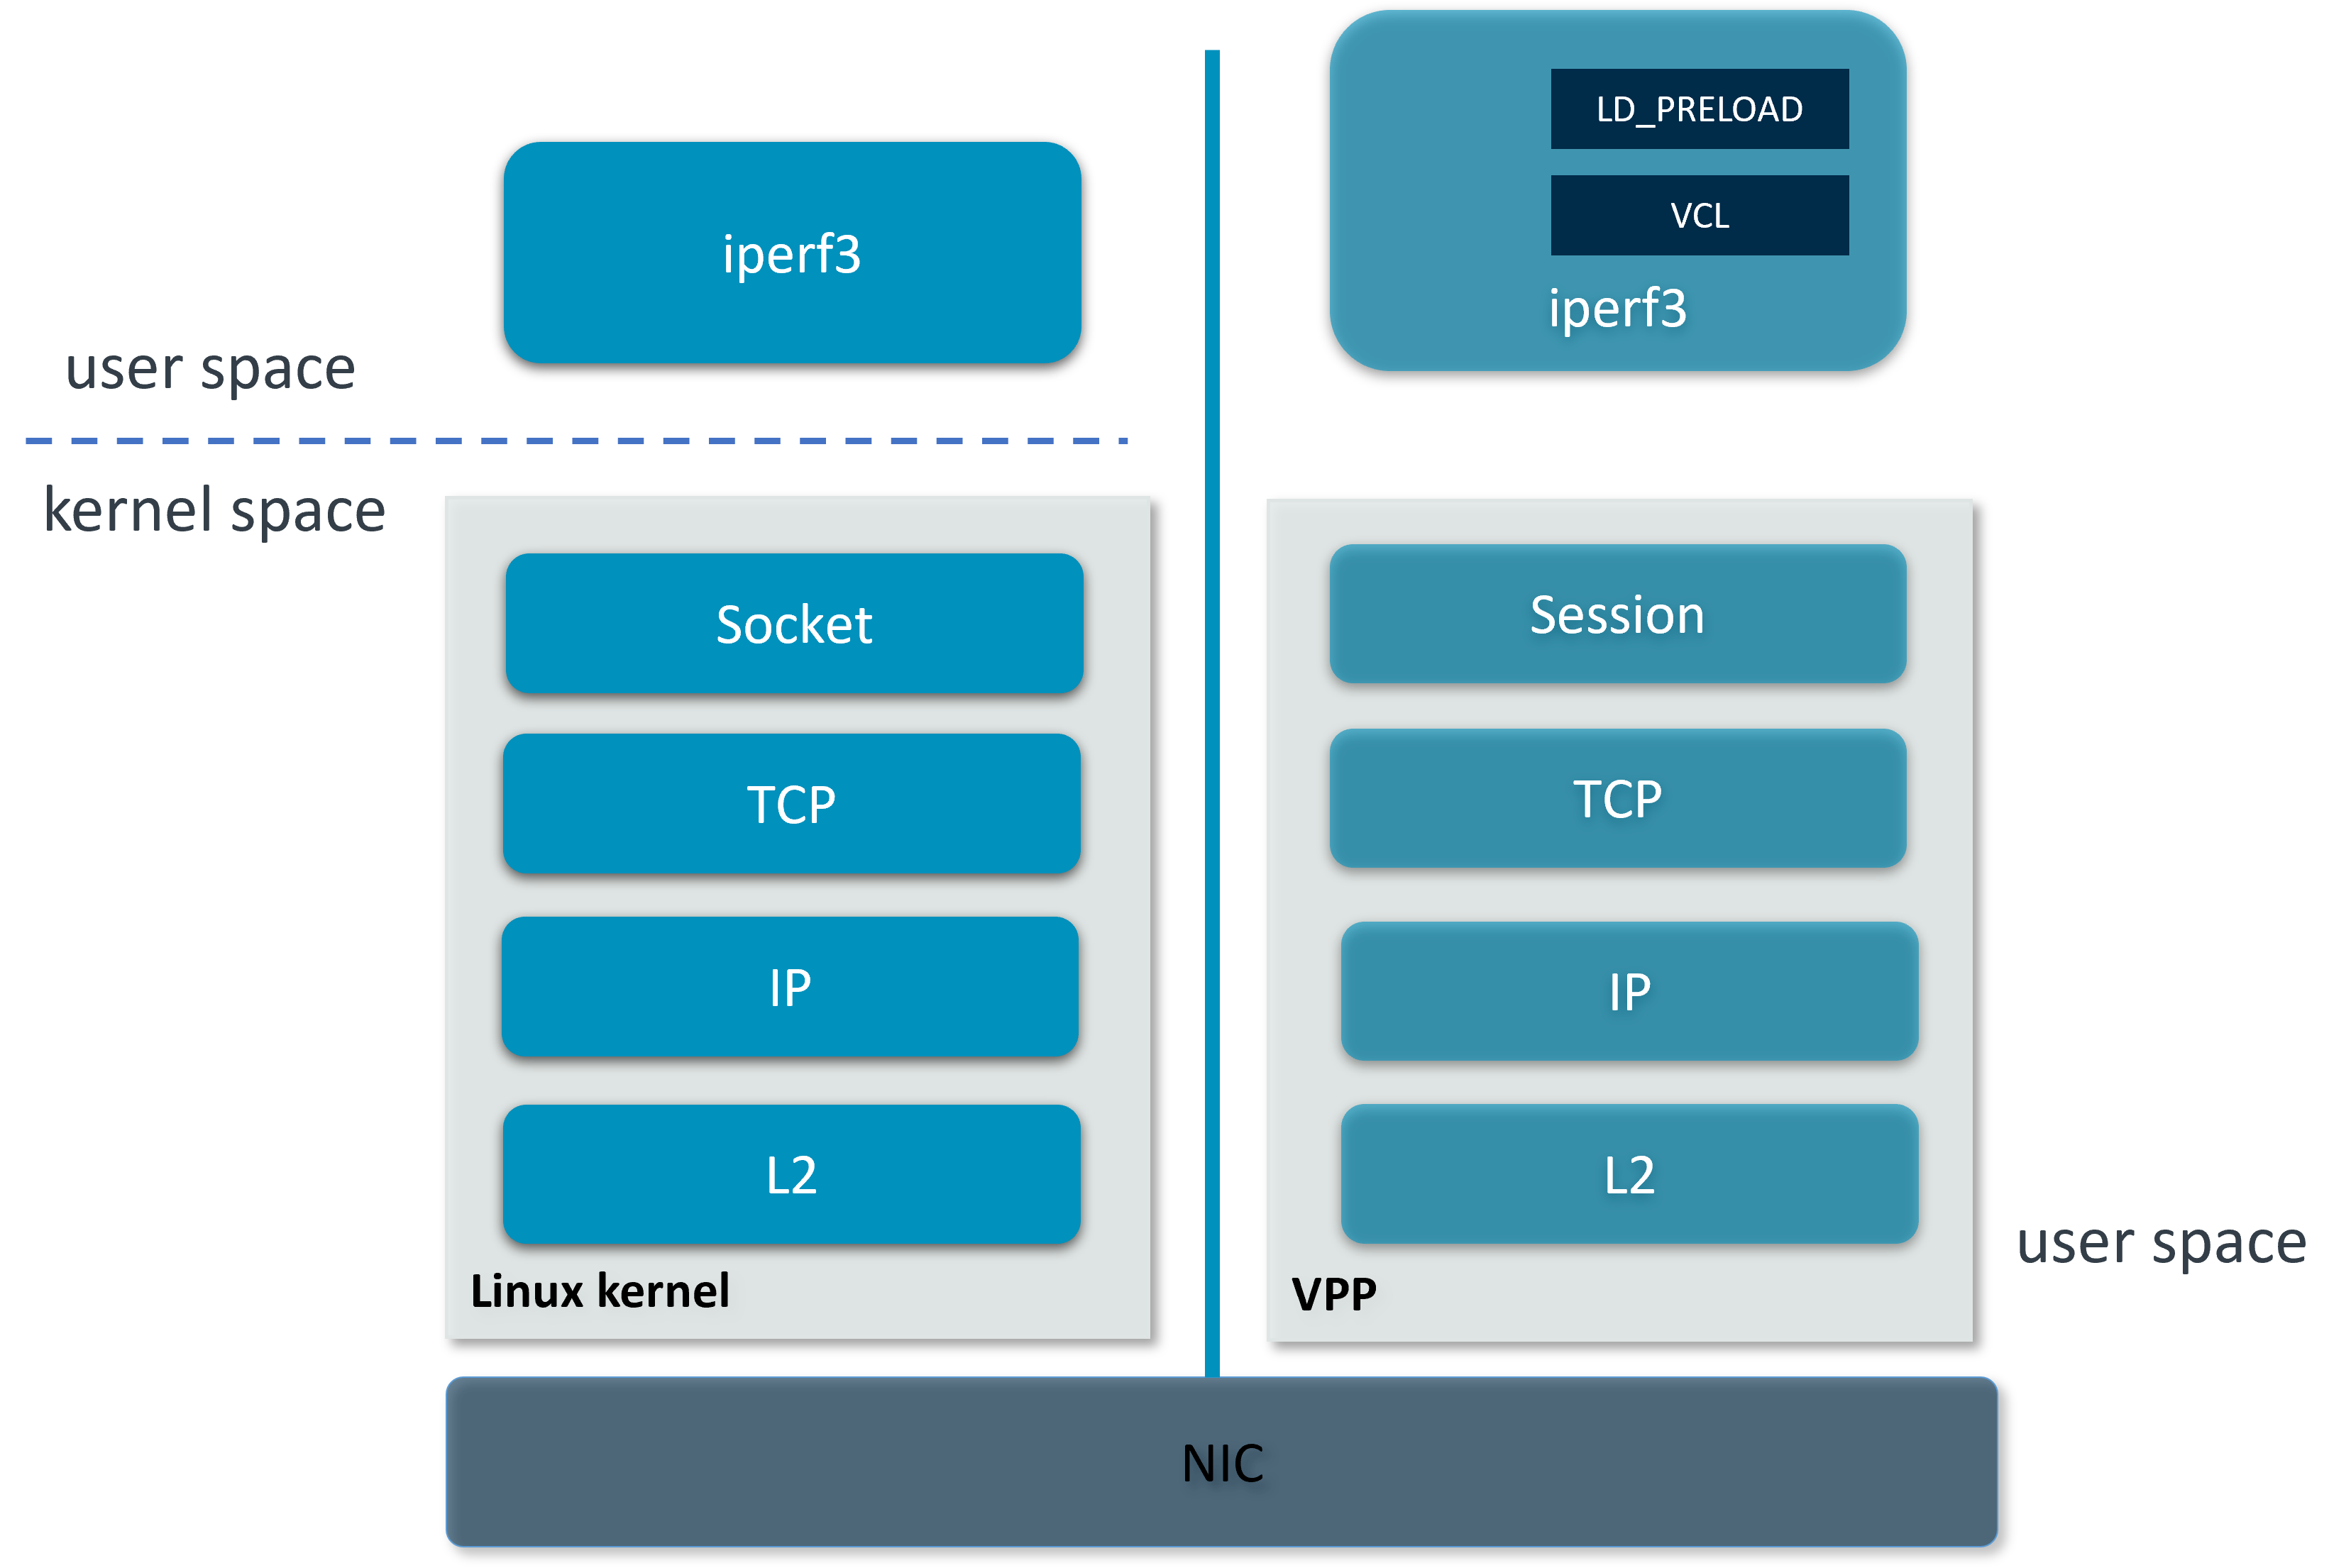 iperf3
user space
kernel space
Socket
TCP
IP
L2
Linux kernel
LD_PRELOAD
VCL
iperf3
Session
TCP
IP
L2
VPP
user space
NIC